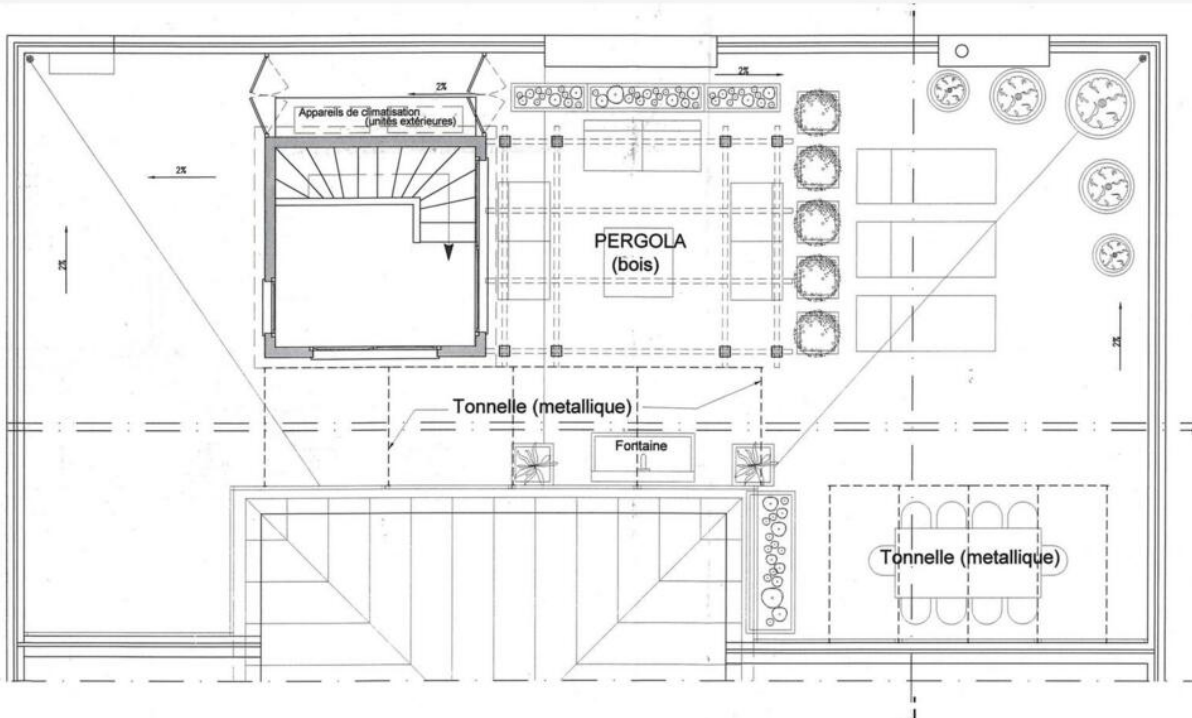 2%
2%
Appareils de climatisation
(unités extérieures)
2%
2%
PERGOLA
(bois)
2%
Tonnelle (metallique)
Fontaine
Tonnelle (metallique)